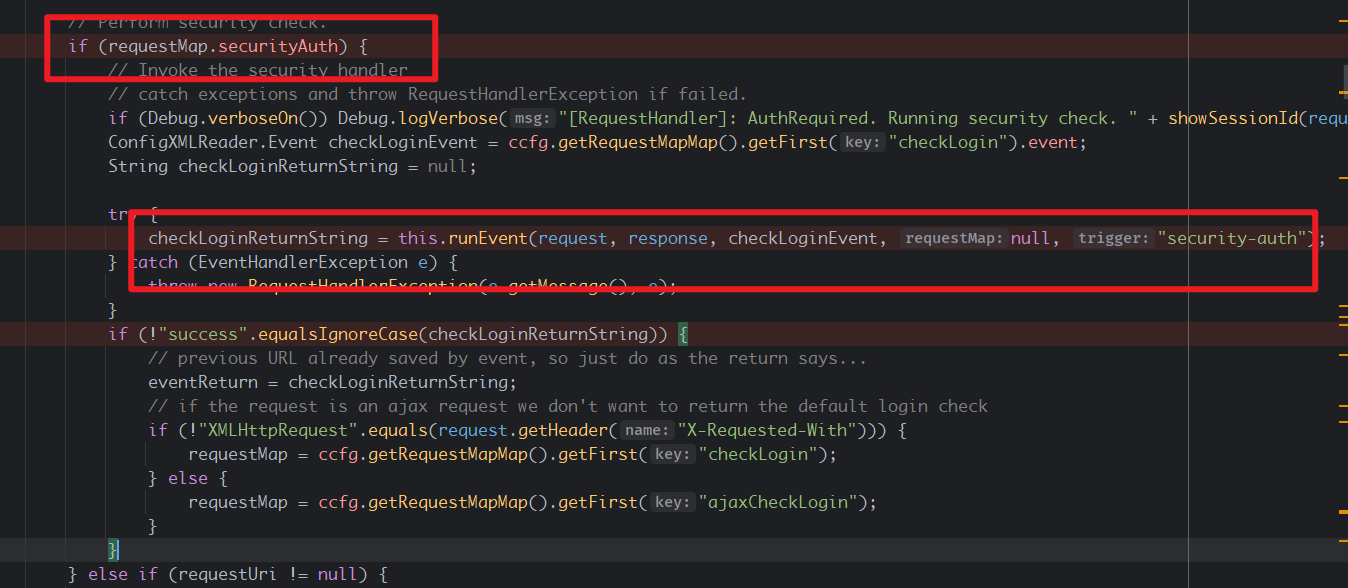 // Perform security check.
if (requestMap.securityAuth) {
// Invoke the security handler
// catch exceptions and throw RequestHandlerException if failed.
if (Debug.verboseOn()) Debug.logVerbose( msg: "[RequestHandler]: AuthRequired. Running security check. " + showSessionId(requ
ConfigXMLReader.Event checkLoginEvent = ccfg.getRequestMapMap().getFirst( key: "checkLogin").event;
String checkLoginReturnString = null;
try {
checkLoginReturnString = this.runEvent(request, response, checkLoginEvent, requestMap: null, trigger: "security-auth");
} catch (EventHandlerException e) {
throw new RequestHandlerException(e.getMessage(), e);
}
if (!"success".equalsIgnoreCase(checkLoginReturnString)) {
// previous URL already saved by event, so just do as the return says...
eventReturn = checkLoginReturnString;
// if the request is an ajax request we don't want to return the default login check
if (!"XMLHttpRequest".equals(request.getHeader( name: "X-Requested-With"))) {
requestMap = ccfg.getRequestMapMap().getFirst( key: "checkLogin");
} else {
requestMap = ccfg.getRequestMapMap().getFirst( key: "ajaxCheckLogin");
}
}
} else if (requestUri != null) {